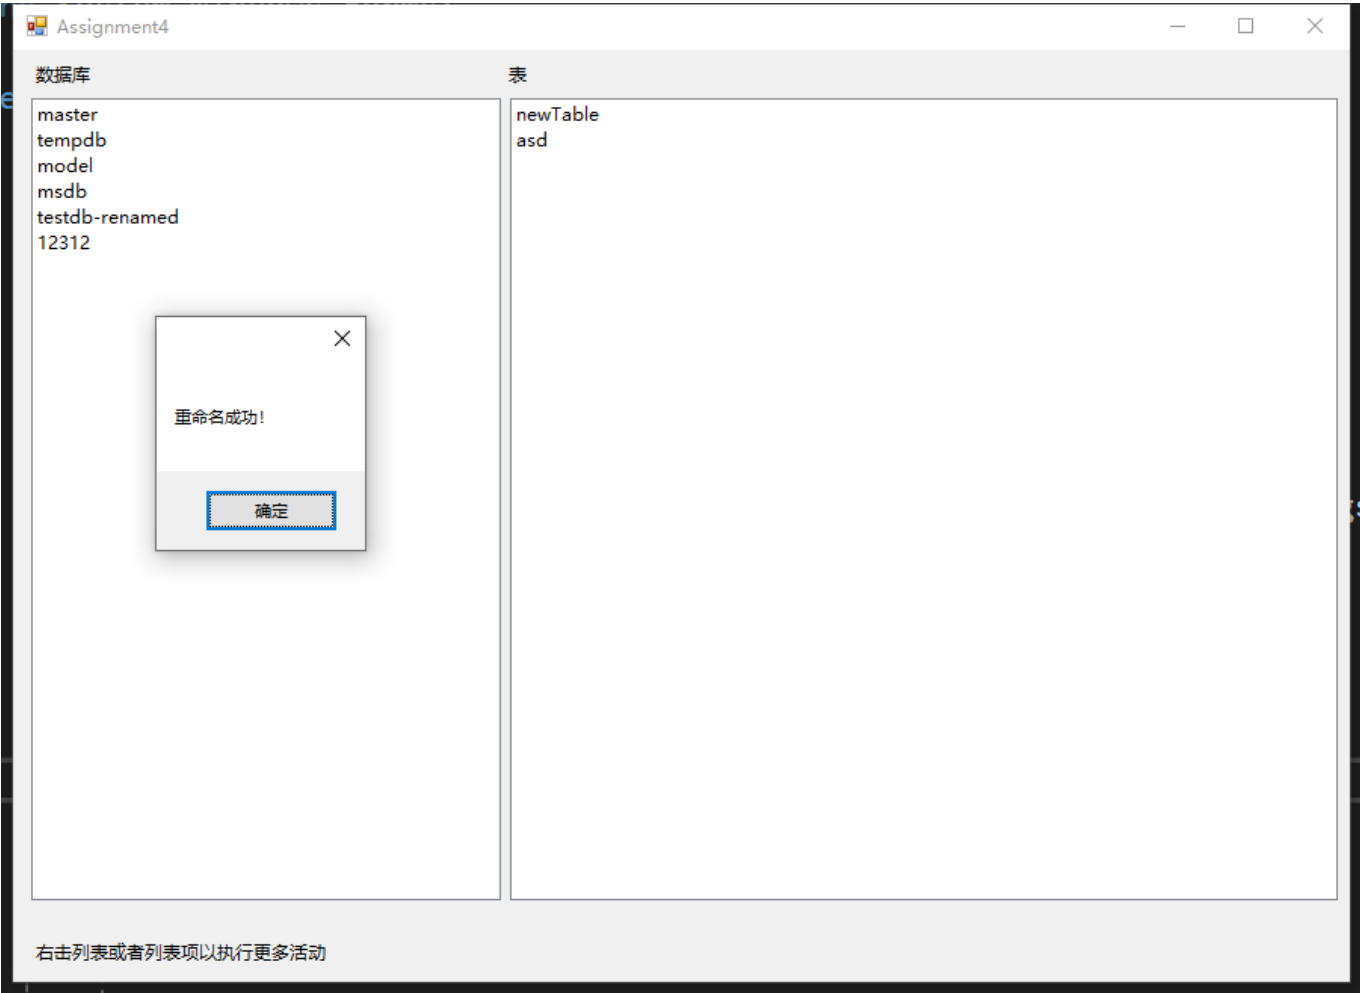 Assignment4
数据库
表
master
tempdb
model
msdb
testdb-renamed
12312
newTable
asd
重命名成功!
确定
右击列表或者列表项以执行更多活动